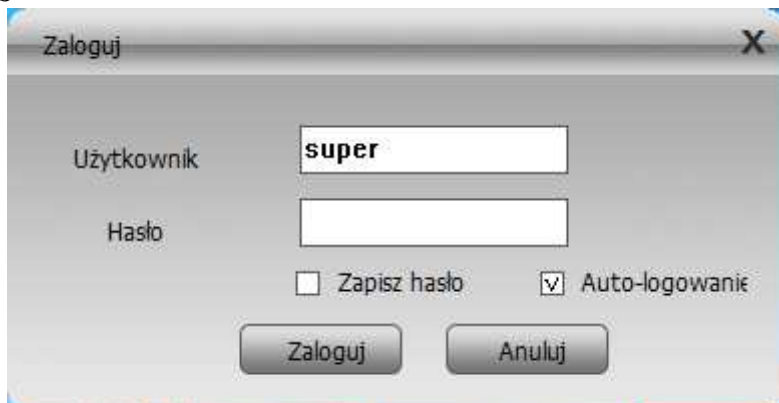 Zaloguj X
Użytkownik super
Hasło
Zapisz hasło Auto-logowanie
Zaloguj Anuluj